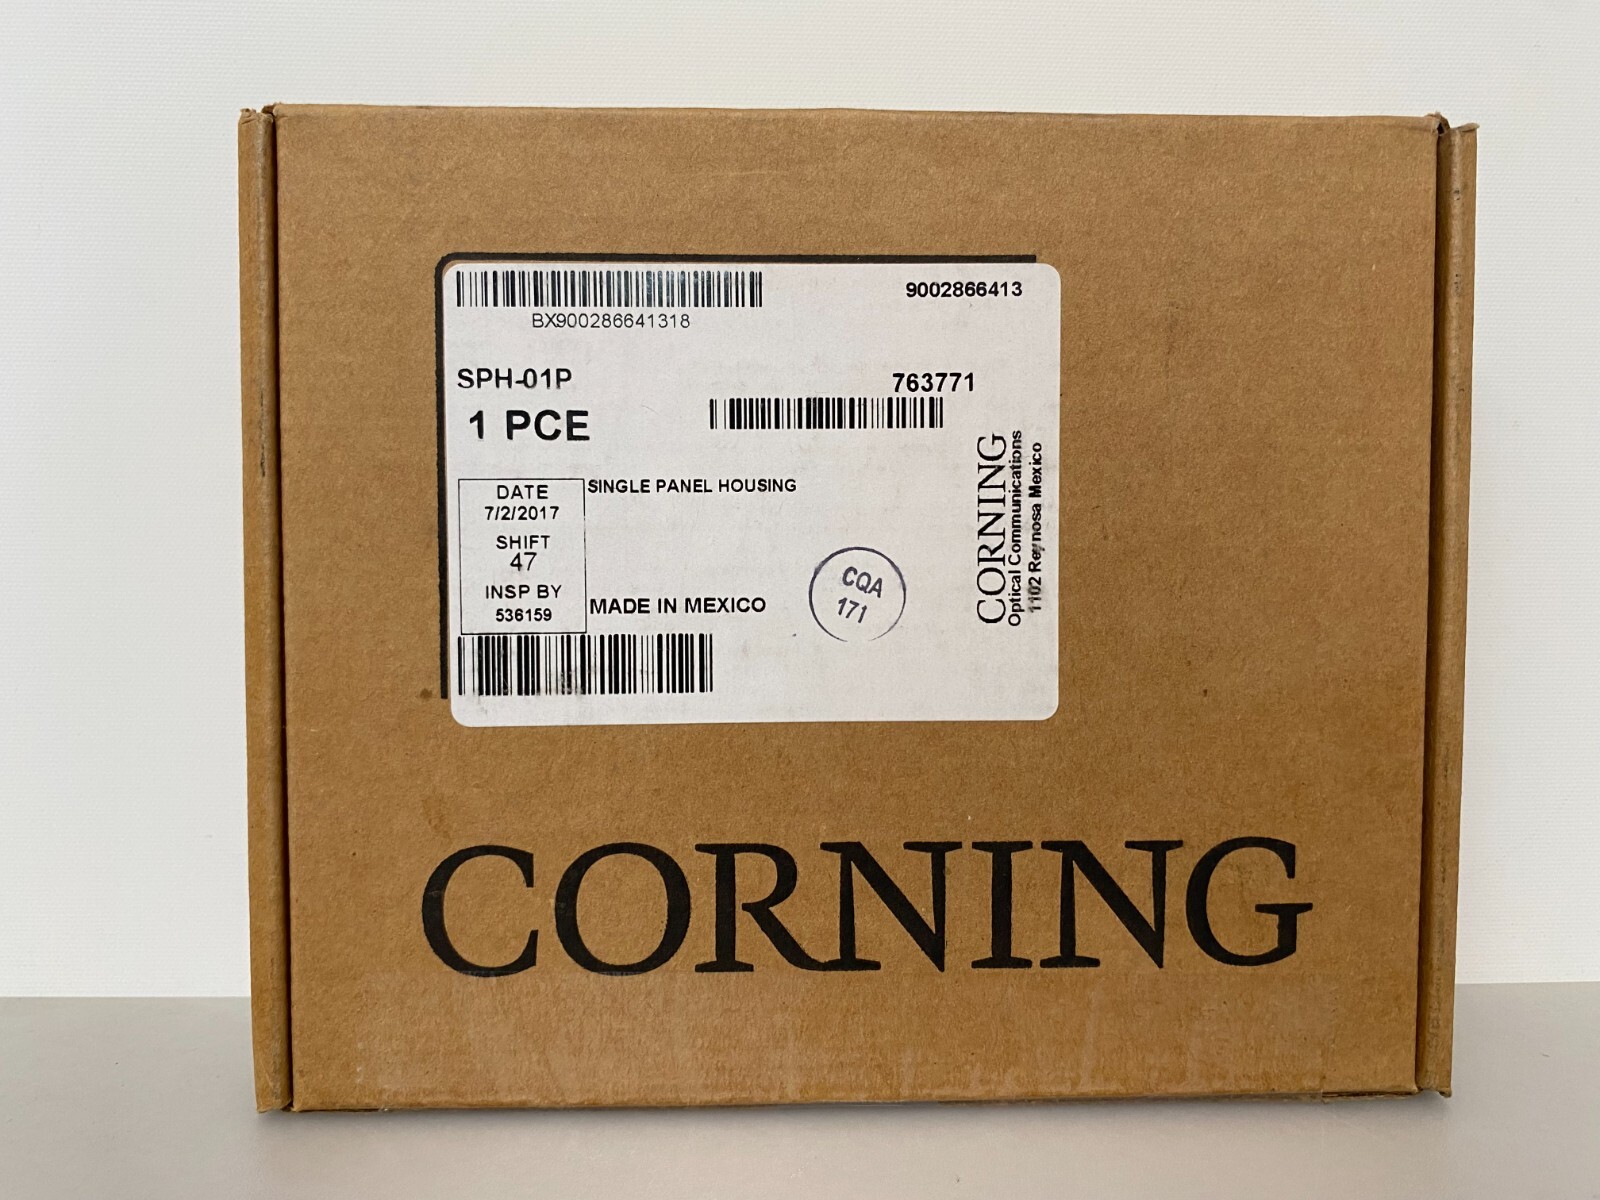 9002866413
BX900286641318
SPH-01P
763771
1 PCE
DATE
7/2/2017
SHIFT
47
INSP BY
536159
SINGLE PANEL HOUSING
MADE IN MEXICO
CQA
171
CORNING
Optical Communications
1102 Reynosa Mexico
CORNING